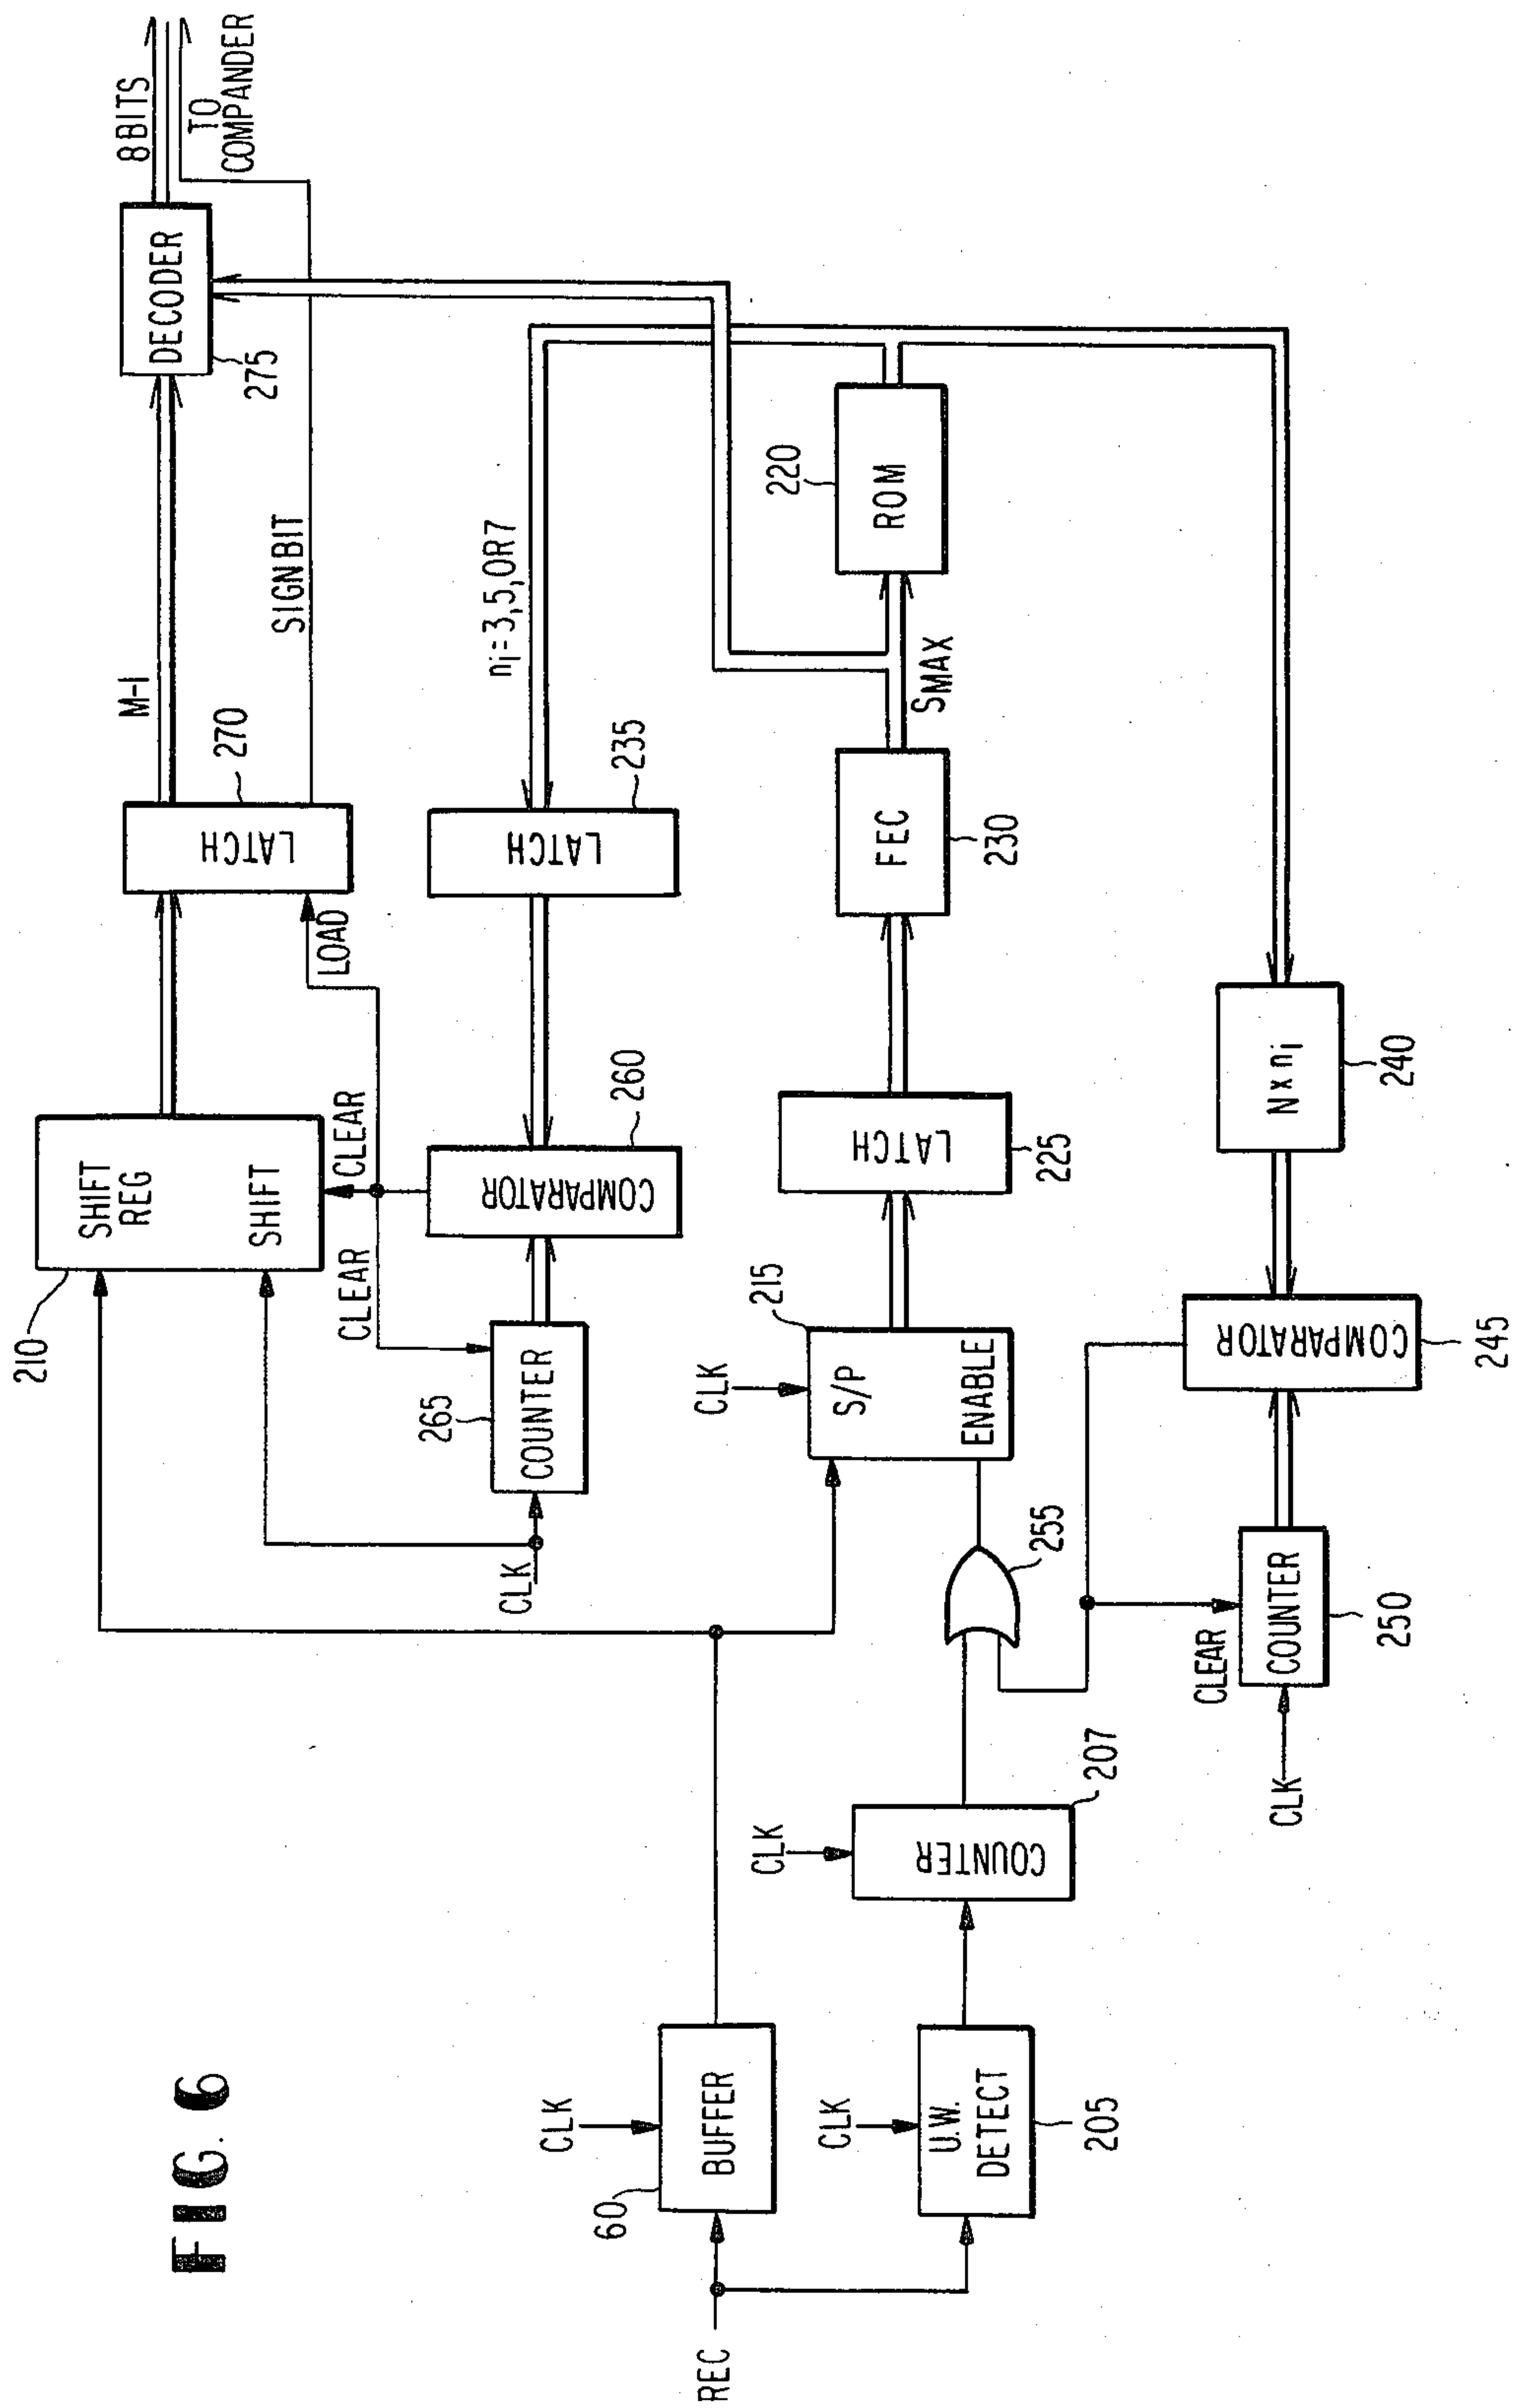 FIG. 6
REC
60
BUFFER
CLK
U.W.
DETECT
205
CLK
COUNTER
207
CLK
255
CLK
S/P
ENABLE
215
LATCH
225
FEC
230
SMAX
ROM
220
CLK
COUNTER
250
CLEAR
COMPARATOR
245
N x ni
240
CLK
COUNTER
265
CLEAR
COMPARATOR
260
LATCH
235
ni = 3, 5, OR 7
210
SHIFT
REG
SHIFT
CLEAR
LOAD
LATCH
270
M-1
SIGN BIT
DECODER
275
8 BITS
TO
COMPANDER